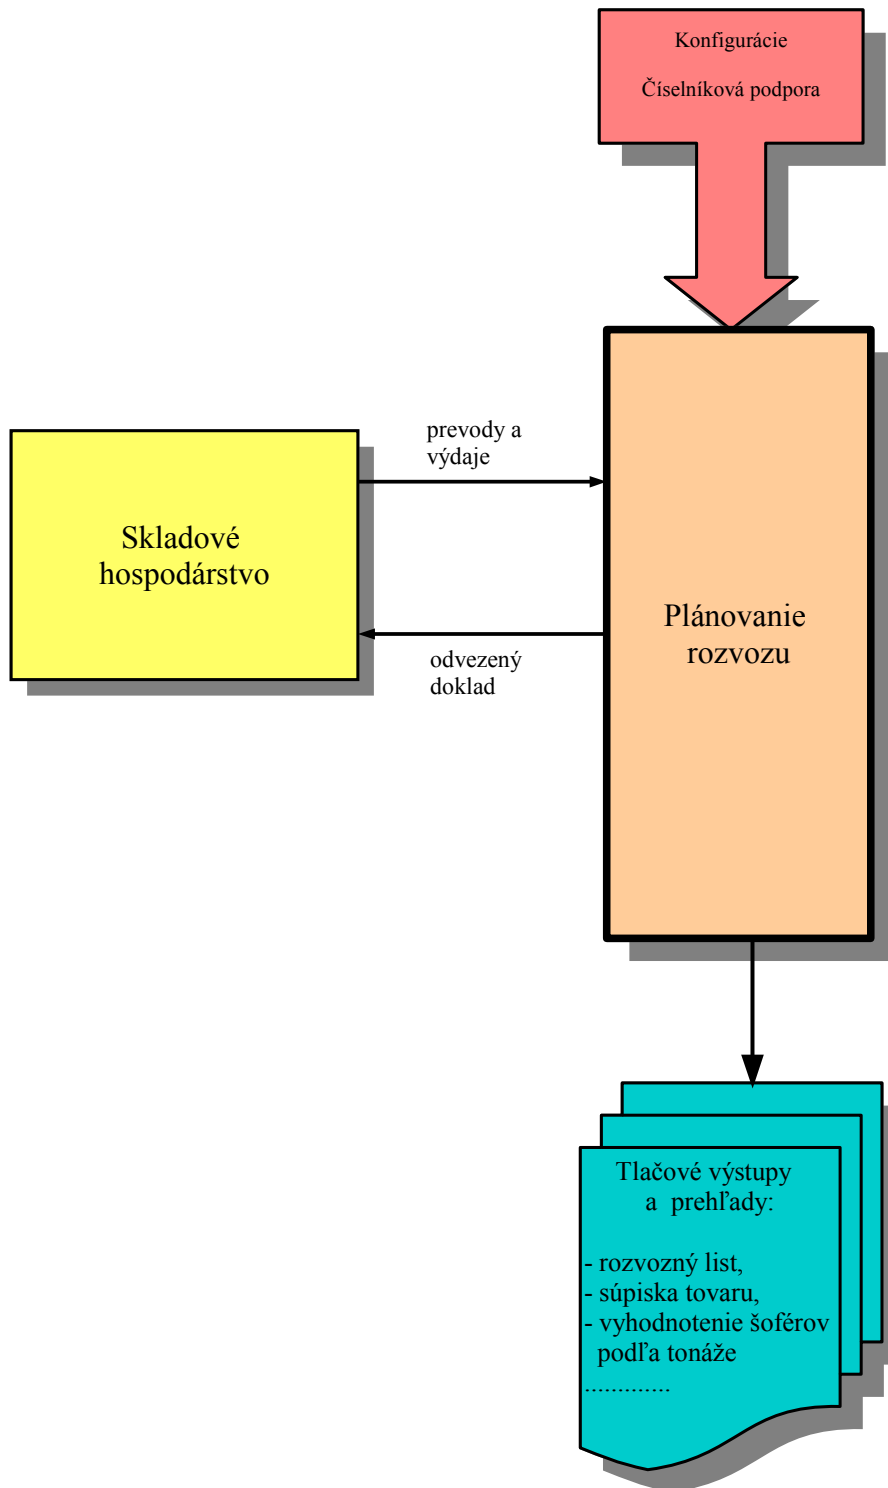 Konfigurácie
Číselníková podpora
prevody a
výdaje
Skladové
hospodárstvo
Plánovanie
rozvozu
odvezený
doklad
Tlačové výstupy
a prehľady:
- rozvozný list,
- súpiska tovaru,
- vyhodnotenie šoférov
podľa tonáže
.............